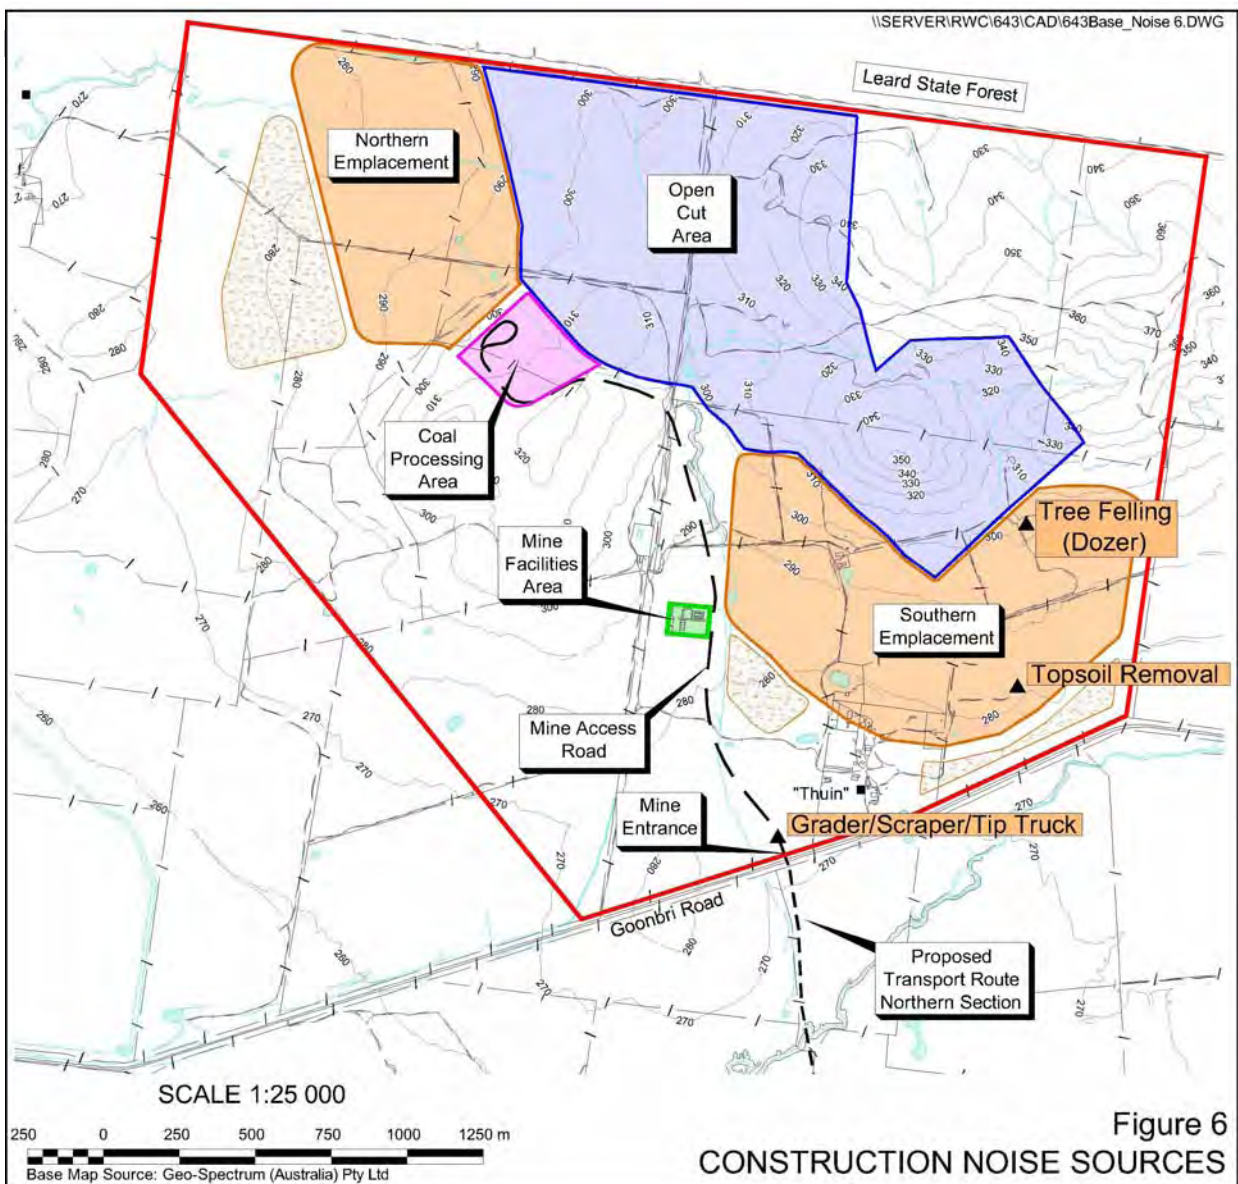 \\SERVER\RWC\643\CAD\643Base_Noise 6.DWG
Leard State Forest
Northern
Emplacement
Open
Cut
Area
Coal
Processing
Area
Tree Felling
(Dozer)
Mine
Facilities
Area
Southern
Emplacement
Topsoil Removal
Mine Access
Road
"Thuin"
Mine
Entrance
Grader/Scraper/Tip Truck
Goonbri Road
Proposed
Transport Route
Northern Section
SCALE 1:25 000
250 0 250 500 750 1000 1250 m
Base Map Source: Geo-Spectrum (Australia) Pty Ltd
Figure 6
CONSTRUCTION NOISE SOURCES